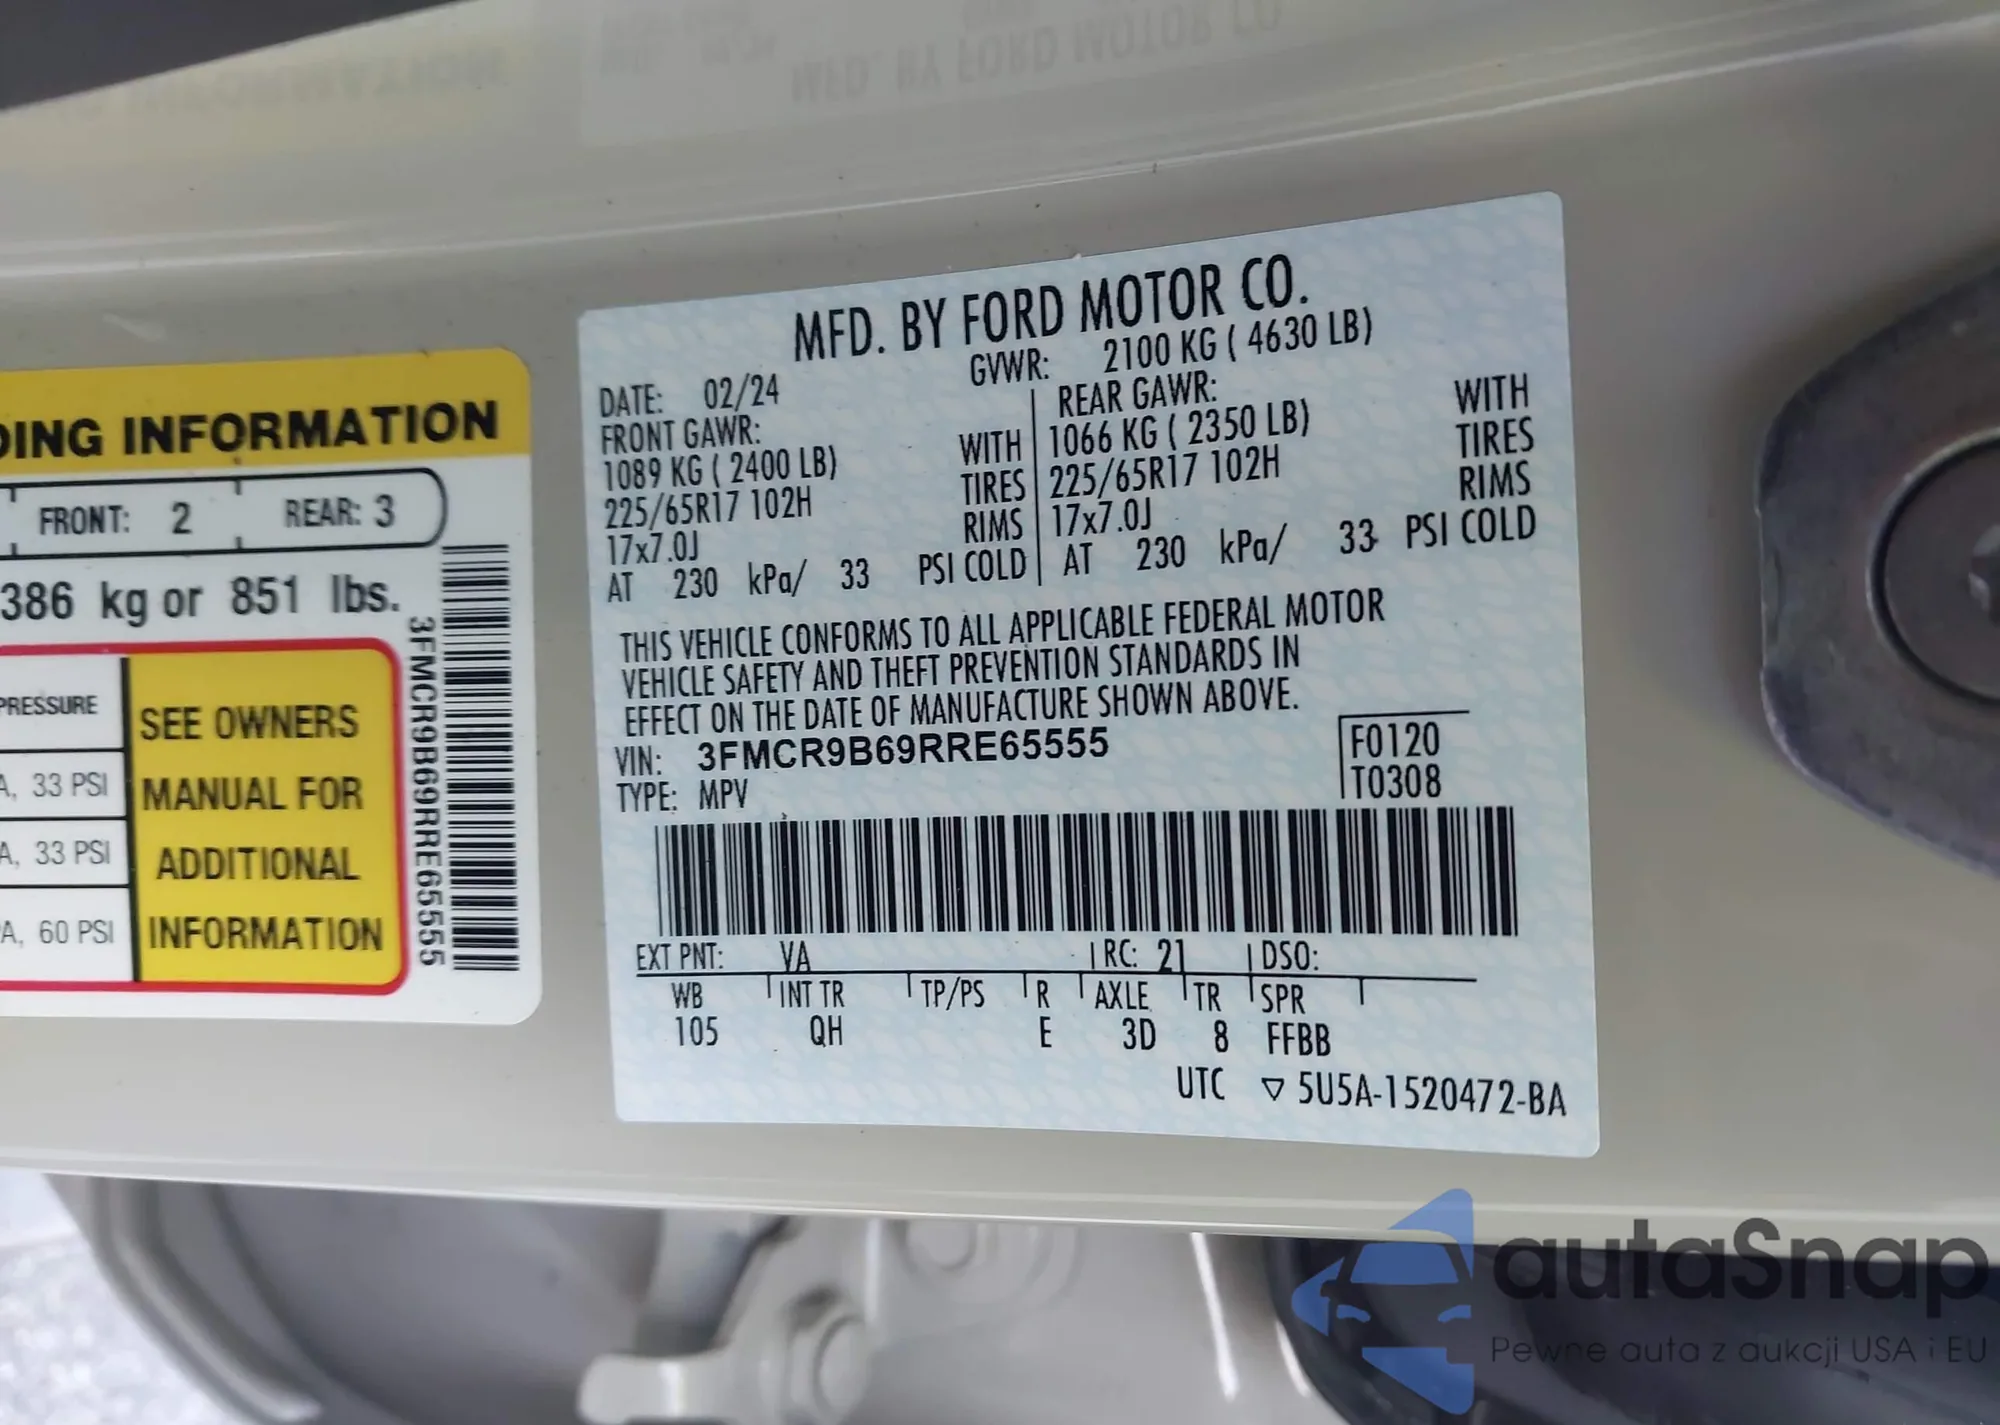 DING INFORMATION
FRONT: 2 REAR: 3
386 kg or 851 lbs.
PRESSURE
A, 33 PSI
A, 33 PSI
A, 60 PSI
SEE OWNERS
MANUAL FOR
ADDITIONAL
INFORMATION
3FMCR9B69RRE65555
MFD. BY FORD MOTOR CO.
DATE: 02/24 GVWR: 2100 KG ( 4630 LB)
FRONT GAWR: REAR GAWR:
1089 KG ( 2400 LB) WITH 1066 KG ( 2350 LB) WITH
225/65R17 102H TIRES 225/65R17 102H TIRES
17x7.0J RIMS 17x7.0J RIMS
AT 230 kPa/ 33 PSI COLD AT 230 kPa/ 33 PSI COLD
THIS VEHICLE CONFORMS TO ALL APPLICABLE FEDERAL MOTOR
VEHICLE SAFETY AND THEFT PREVENTION STANDARDS IN
EFFECT ON THE DATE OF MANUFACTURE SHOWN ABOVE.
VIN: 3FMCR9B69RRE65555 F0120
TYPE: MPV T0308
EXT PNT: VA RC: 21 DSO:
WB INT TR TP/PS R AXLE TR SPR
105 QH E 3D 8 FFBB
UTC ▽ 5U5A-1520472-BA
autaSnap
Pewne auta z aukcji USA i EU